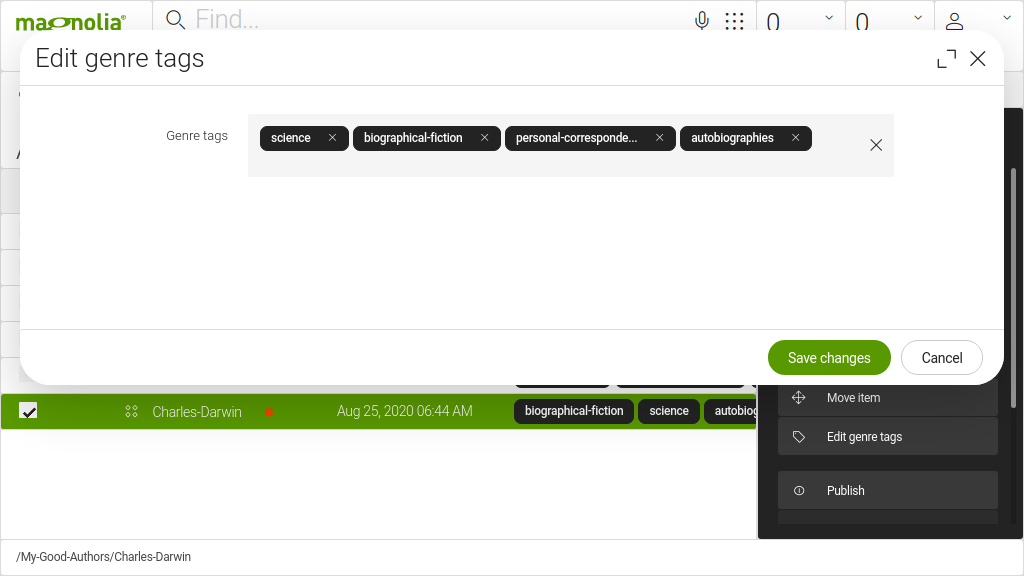 magnolia®
Find...
0
0
Edit genre tags
Genre tags
science
biographical-fiction
personal-corresponde...
autobiographies
Save changes
Cancel
Charles-Darwin
Aug 25, 2020 06:44 AM
biographical-fiction
science
autobiog
Move item
Edit genre tags
Publish
/My-Good-Authors/Charles-Darwin